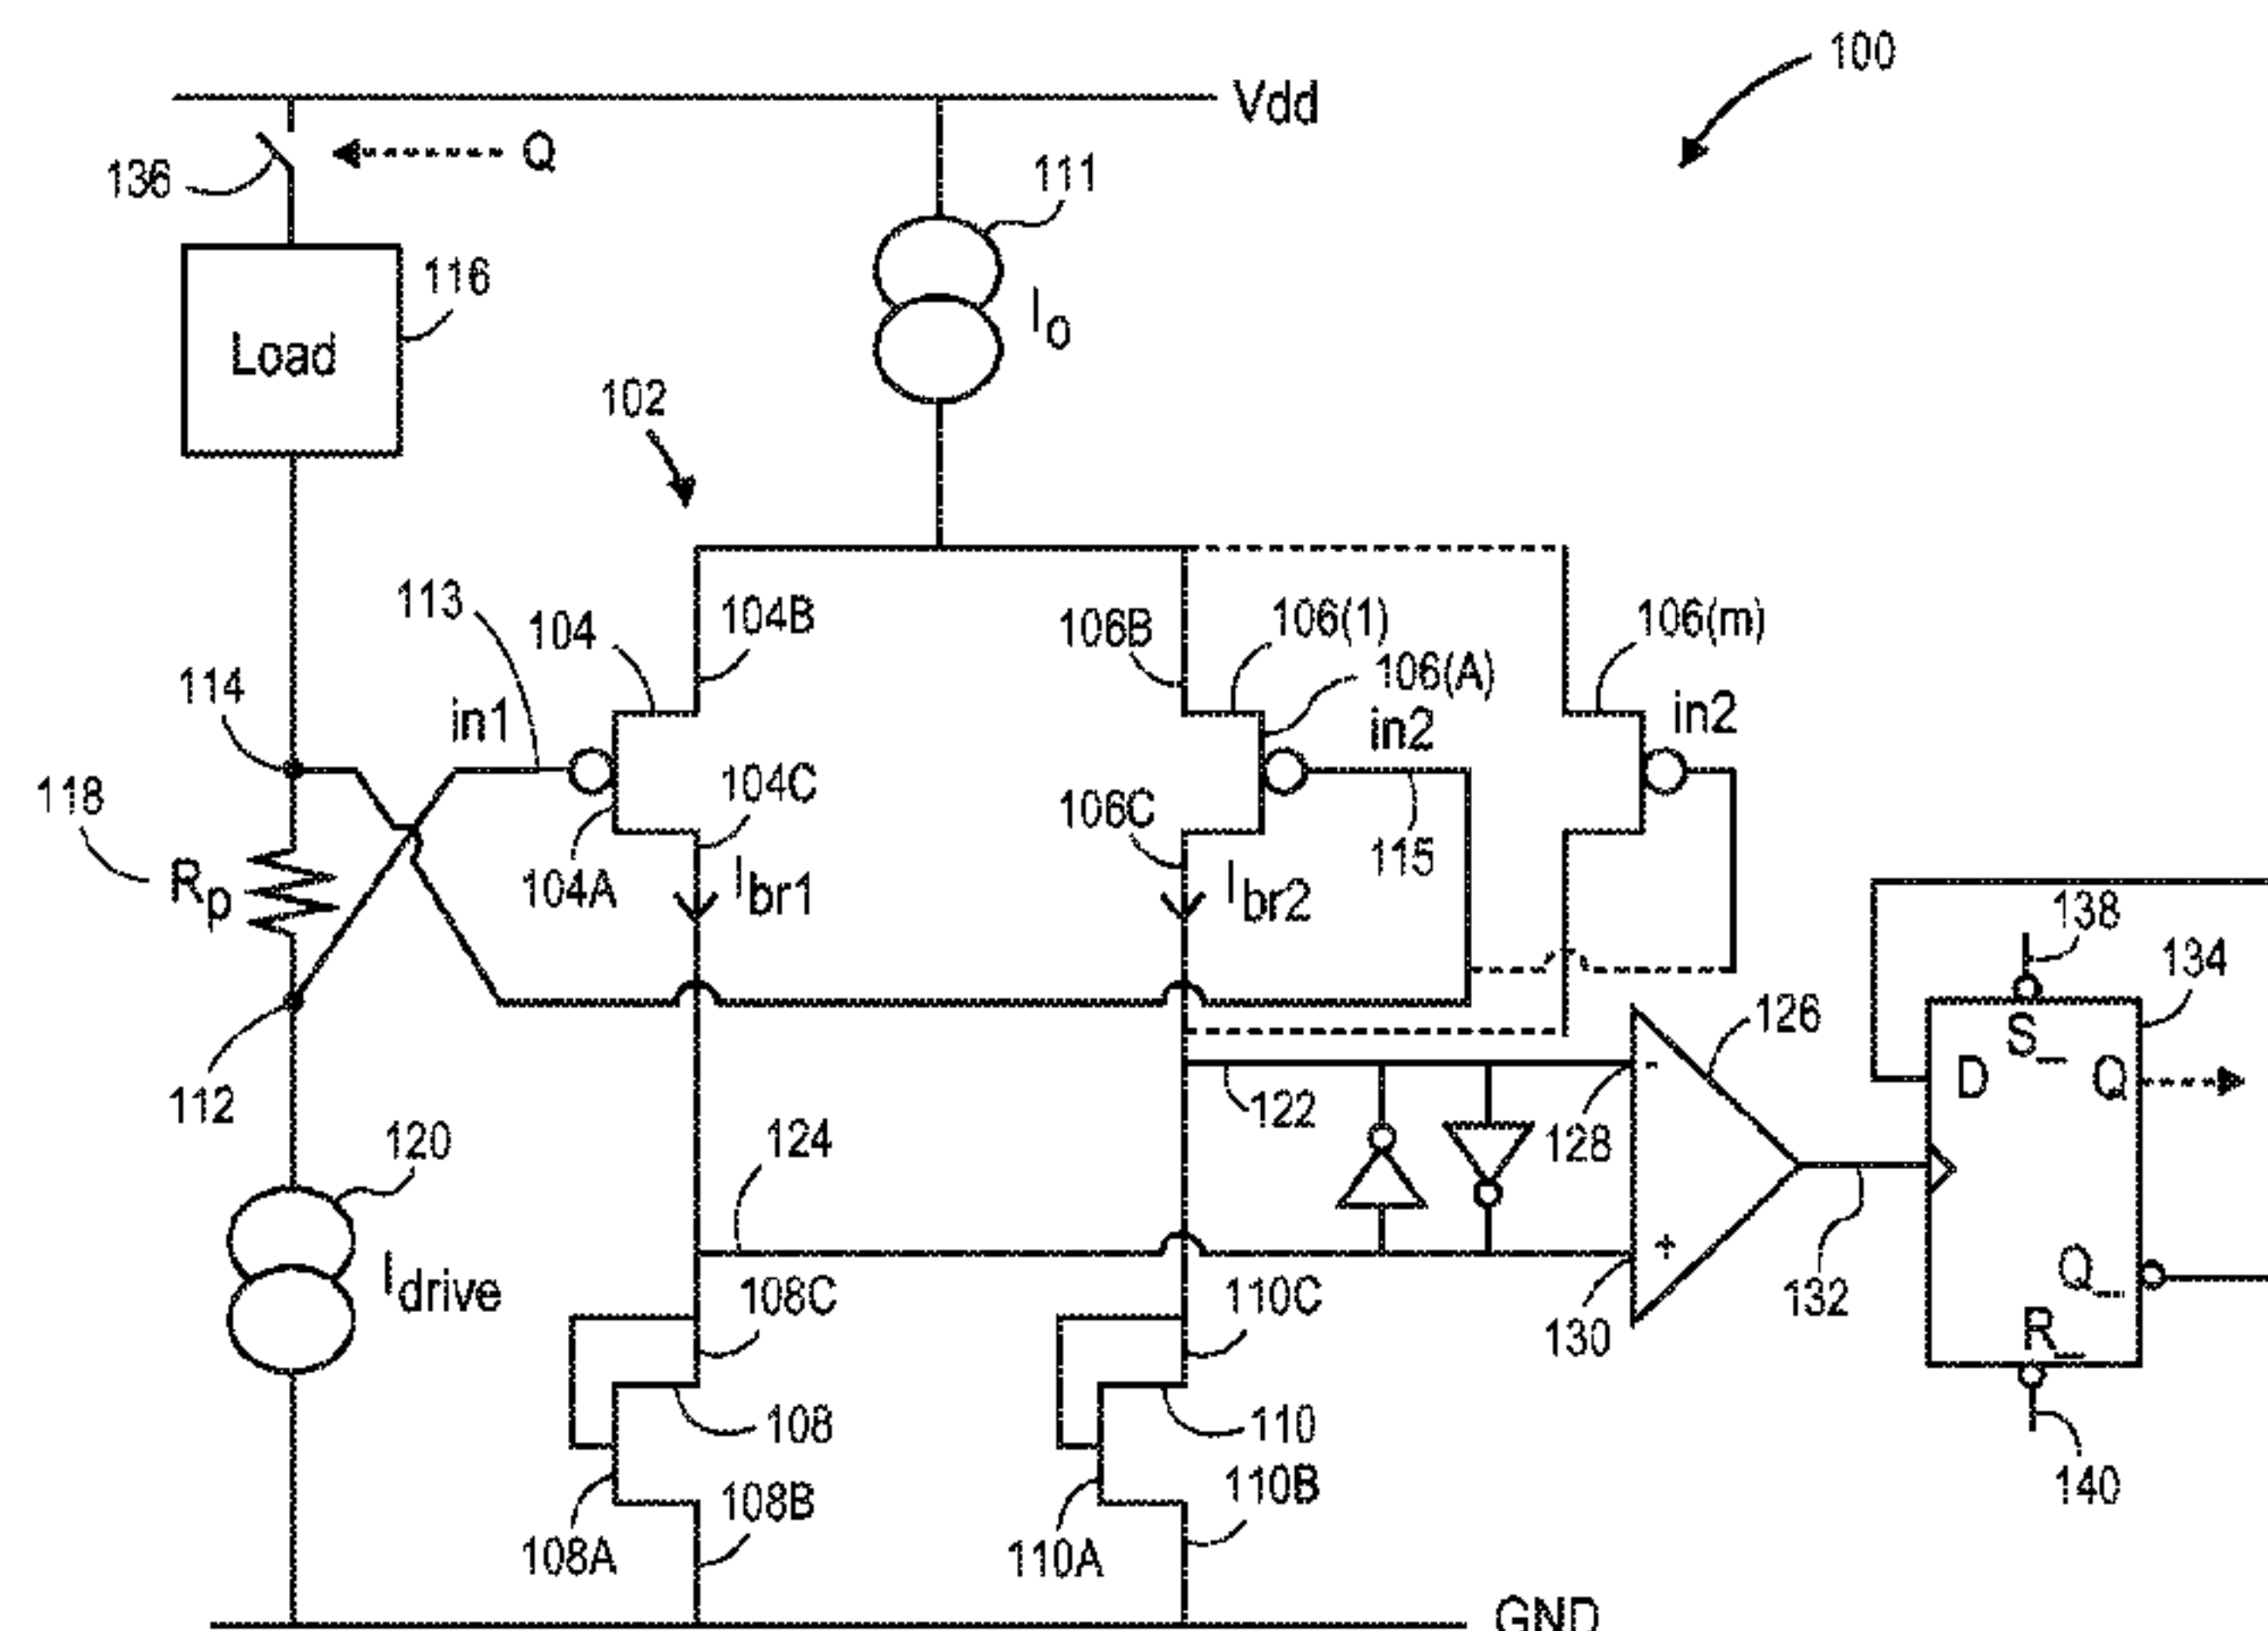 100
Vdd
Q
136
111
116
Load
Io
102
113
104
104B
106B
106(1)
106(m)
106(A)
114
in1
in2
in2
118
Rp
104A
104C
Ibr1
106C
Ibr2
115
138
134
112
122
128
126
S_
D
Q
120
124
Idrive
108C
110C
130
132
-
+
Q_
R_
108
110
108A
108B
110A
110B
140
GND